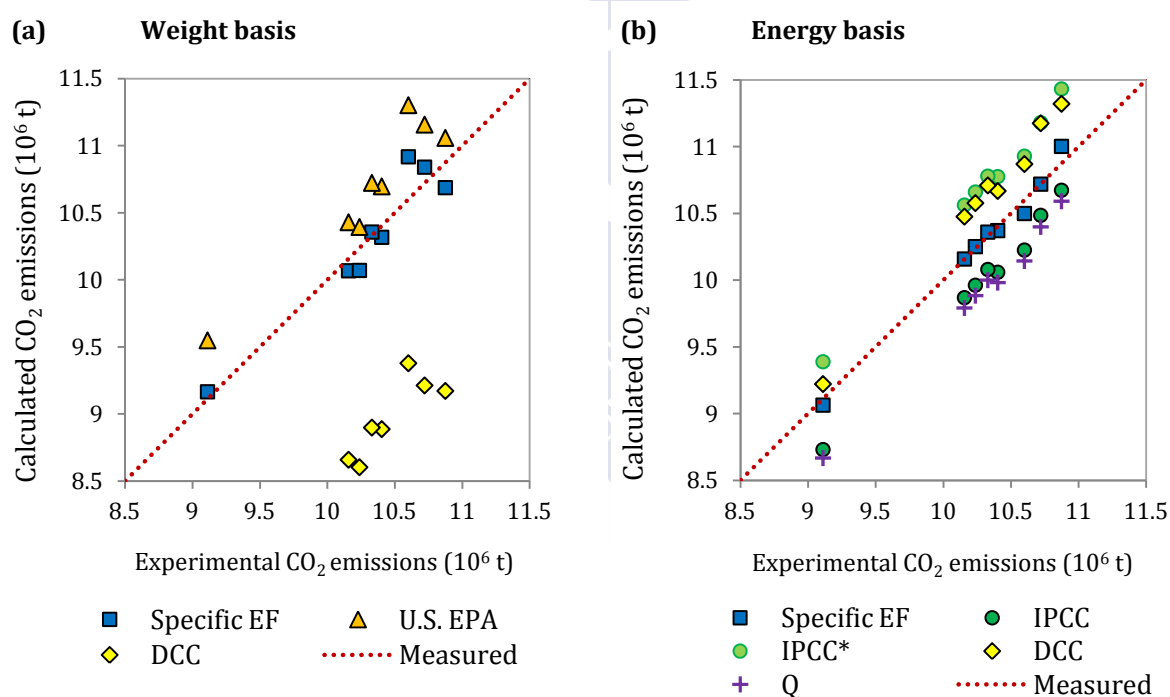 (a) Weight basis
Calculated CO₂ emissions (10⁶ t)
11.5
11
10.5
10
9.5
9
8.5
8.5 9 9.5 10 10.5 11 11.5
Experimental CO₂ emissions (10⁶ t)
Specific EF U.S. EPA
DCC Measured
(b) Energy basis
Calculated CO₂ emissions (10⁶ t)
11.5
11
10.5
10
9.5
9
8.5
8.5 9 9.5 10 10.5 11 11.5
Experimental CO₂ emissions (10⁶ t)
Specific EF IPCC
IPCC* DCC
Q Measured